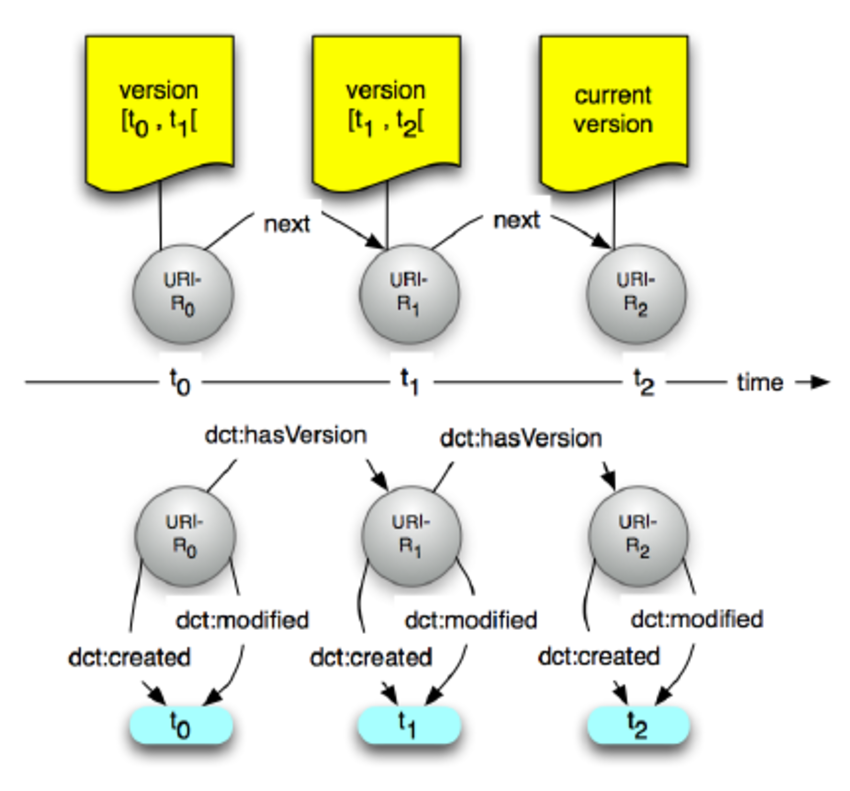 version
[t0 , t1[
version
[t1 , t2[
current
version
next
next
URI-
R0
URI-
R1
URI-
R2
t0
t1
t2
time
dct:hasVersion
dct:hasVersion
URI-
R0
URI-
R1
URI-
R2
dct:modified
dct:modified
dct:modified
dct:created
dct:created
dct:created
t0
t1
t2